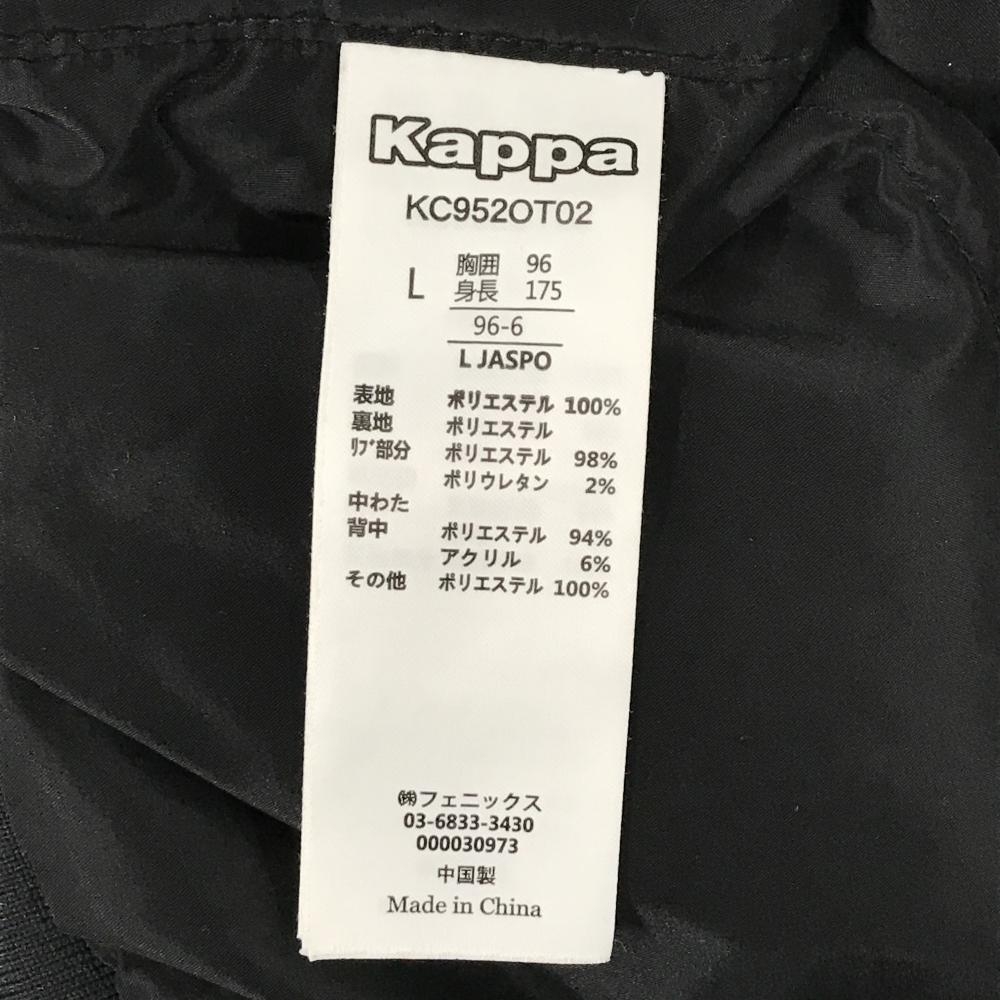 Kappa
KC952OT02
L 胸囲 96
身長 175
96-6
L JASPO
表地 ポリエステル 100%
裏地 ポリエステル
ﾘﾌﾞ部分 ポリエステル 98%
ポリウレタン 2%
中わた
背中 ポリエステル 94%
アクリル 6%
その他 ポリエステル 100%
㈱フェニックス
03-6833-3430
000030973
中国製
Made in China